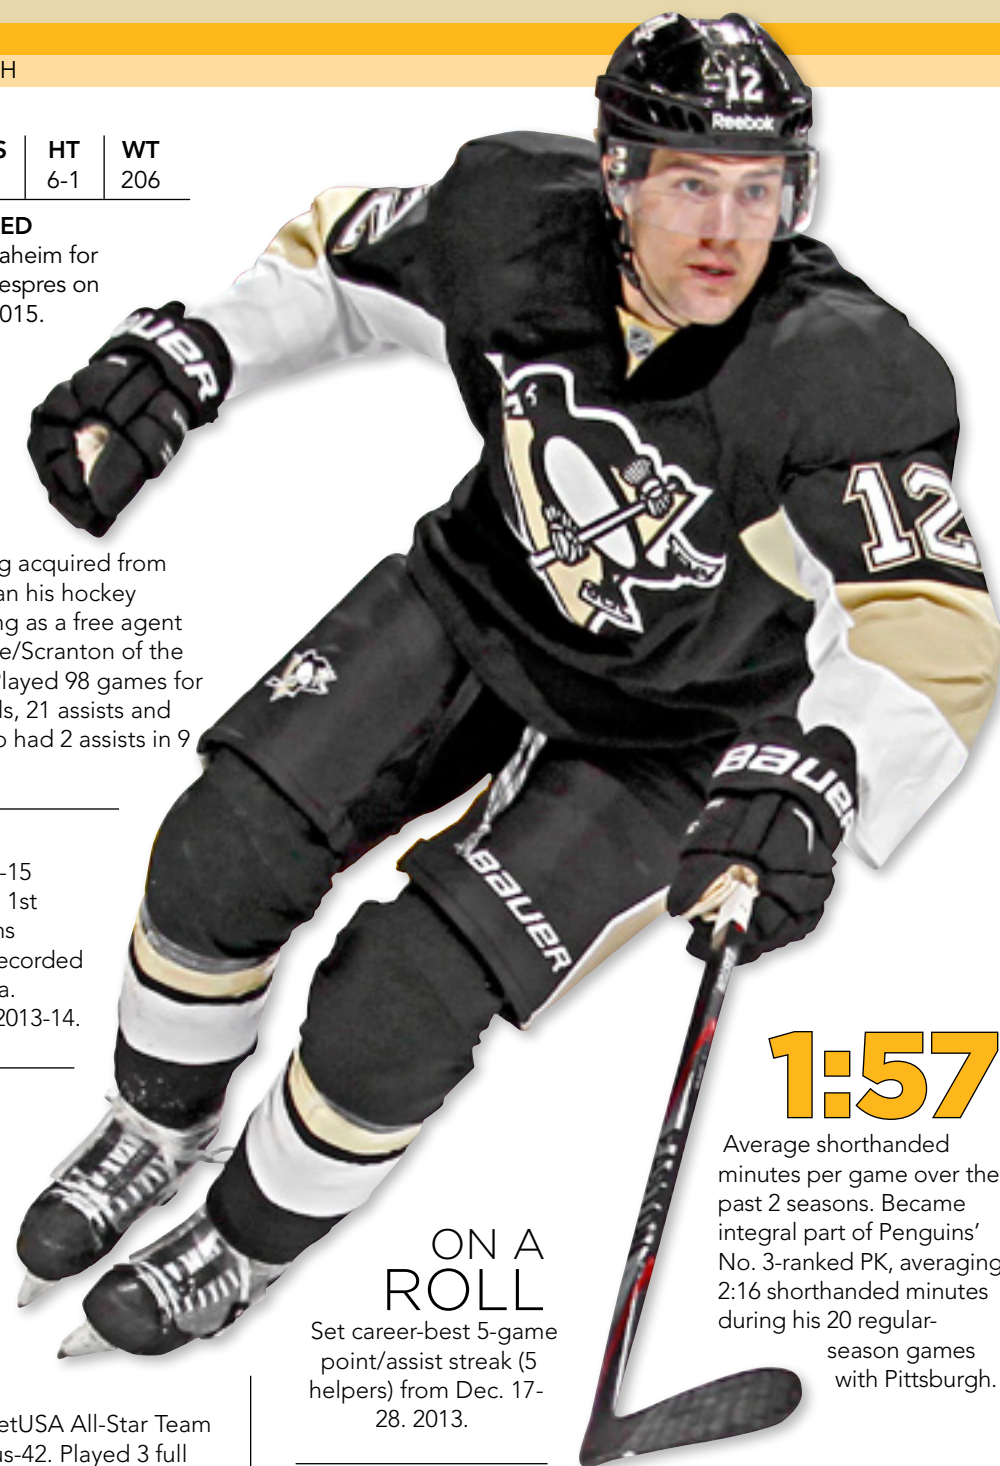 H
S
HT
WT
6-1
206
ED
aheim for
espres on
015.
12
Reebok
BAUER
12
g acquired from
an his hockey
ng as a free agent
e/Scranton of the
Played 98 games for
ls, 21 assists and
o had 2 assists in 9
-15
1st
ns
ecorded
a.
2013-14.
BAUER
BAUER
1:57
Average shorthanded
minutes per game over the
past 2 seasons. Became
integral part of Penguins'
No. 3-ranked PK, averaging
2:16 shorthanded minutes
during his 20 regular-
season games
with Pittsburgh.
ON A
ROLL
Set career-best 5-game
point/assist streak (5
helpers) from Dec. 17-
28. 2013.
etUSA All-Star Team
us-42. Played 3 full